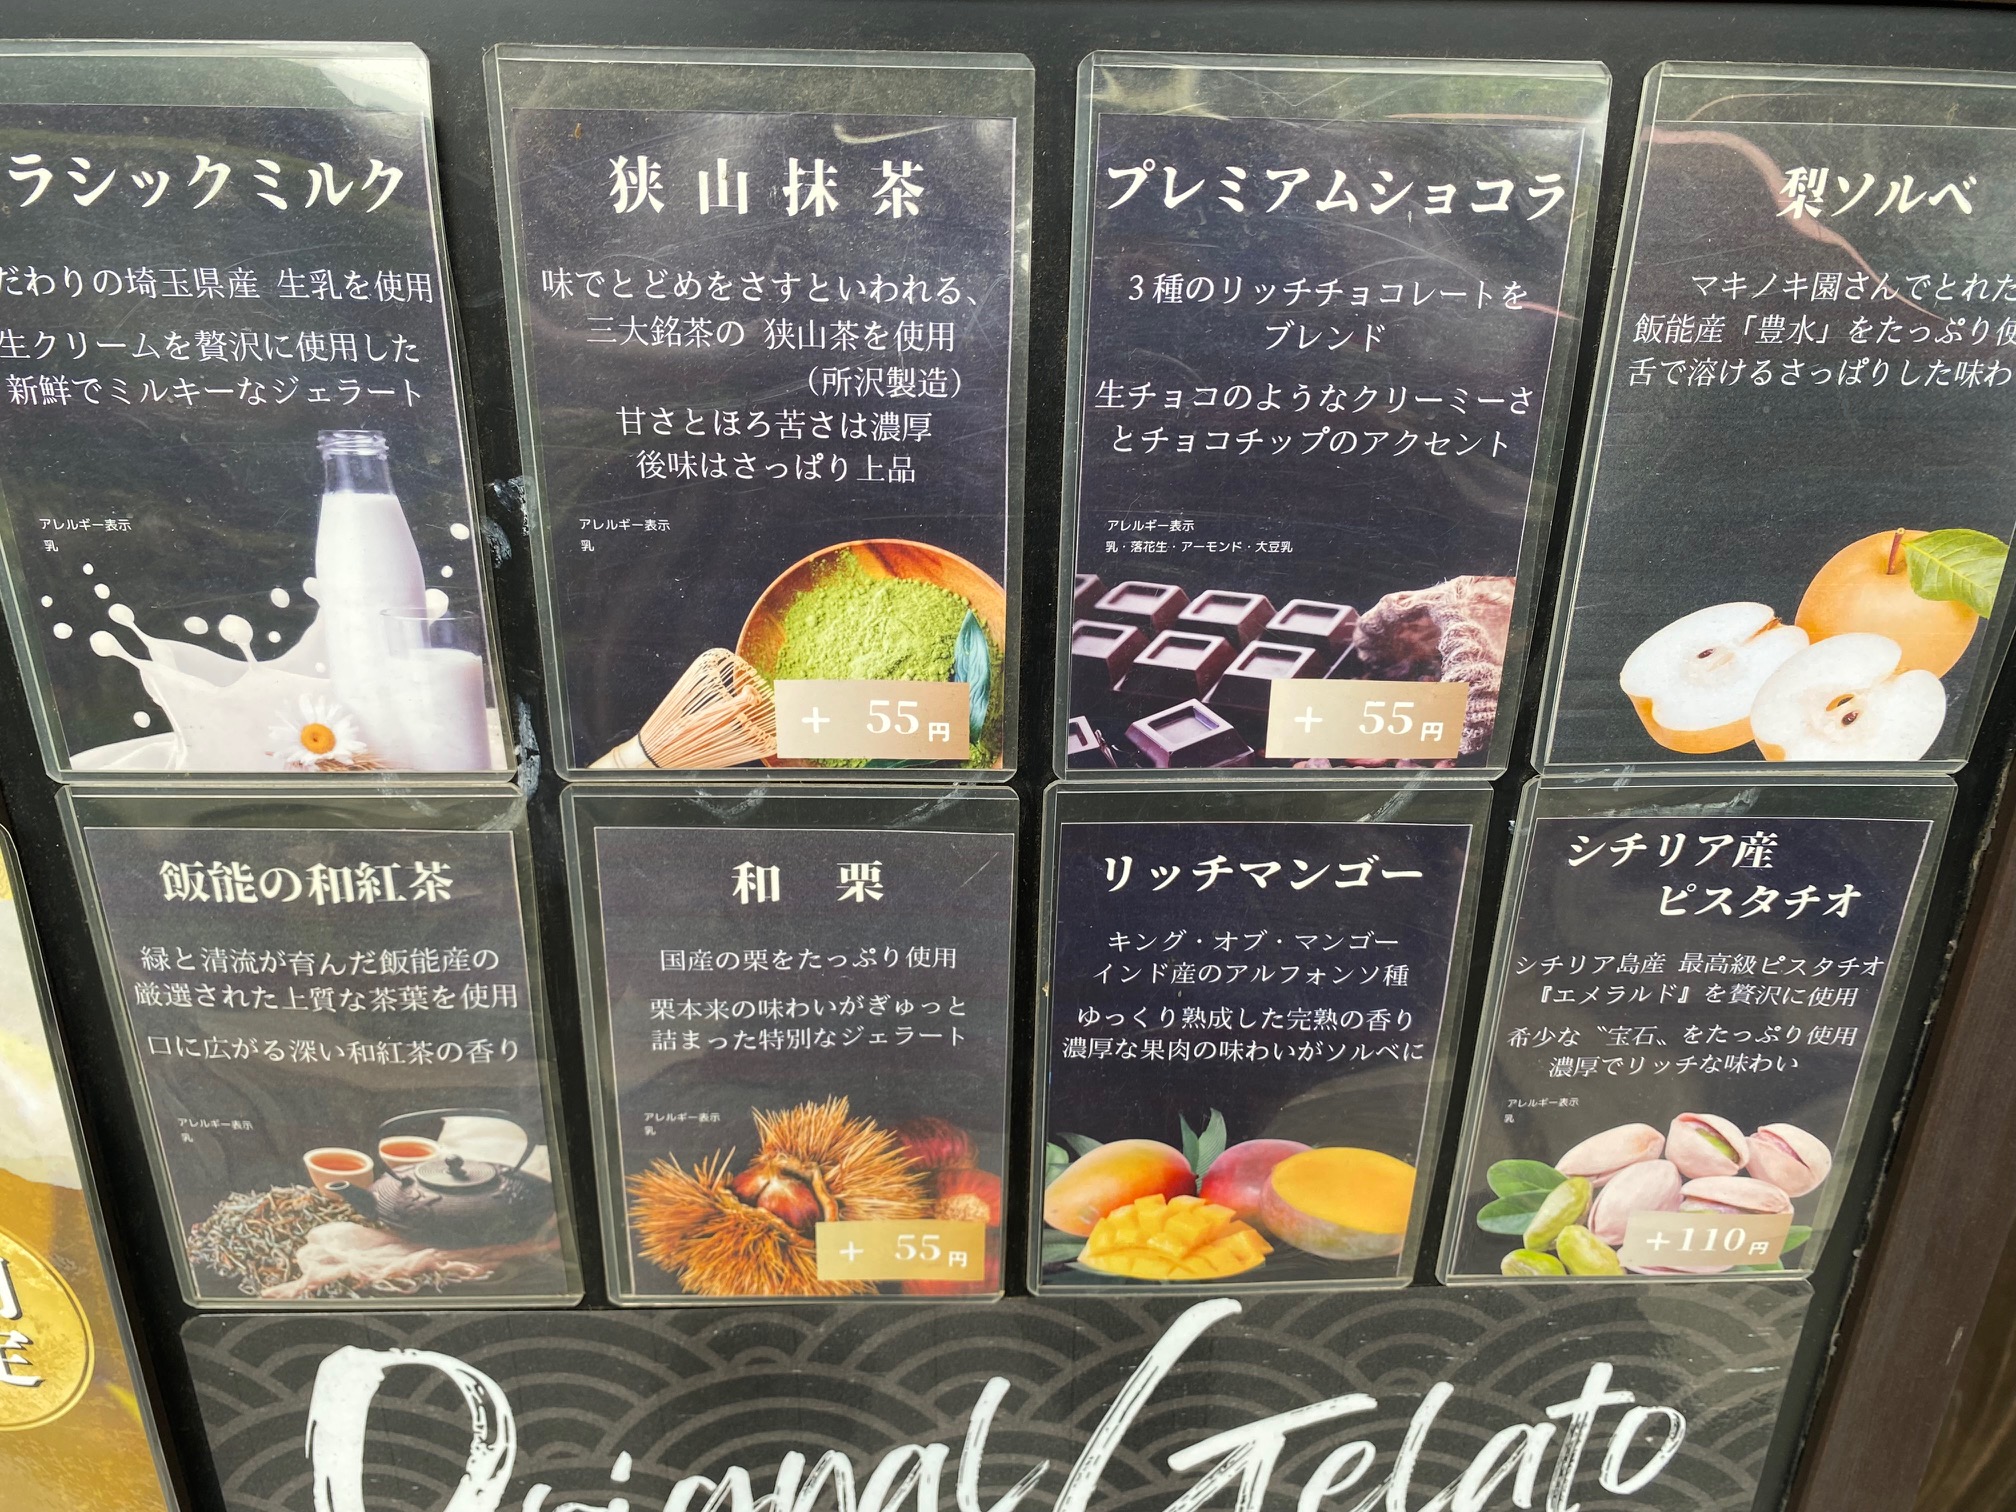 ラシックミルク
だわりの埼玉県産 生乳を使用
生クリームを贅沢に使用した
新鮮でミルキーなジェラート
アレルギー表示
乳
狭山抹茶
味でとどめをさすといわれる、
三大銘茶の 狭山茶を使用
（所沢製造）
甘さとほろ苦さは濃厚
後味はさっぱり上品
アレルギー表示
乳
+ 55円
プレミアムショコラ
3種のリッチチョコレートを
ブレンド
生チョコのようなクリーミーさ
とチョコチップのアクセント
アレルギー表示
乳・落花生・アーモンド・大豆乳
+ 55円
梨ソルベ
マキノキ園さんでとれた
飯能産「豊水」をたっぷり使
舌で溶けるさっぱりした味わ
飯能の和紅茶
緑と清流が育んだ飯能産の
厳選された上質な茶葉を使用
口に広がる深い和紅茶の香り
アレルギー表示
乳
和 栗
国産の栗をたっぷり使用
栗本来の味わいがぎゅっと
詰まった特別なジェラート
アレルギー表示
乳
+ 55円
リッチマンゴー
キング・オブ・マンゴー
インド産のアルフォンソ種
ゆっくり熟成した完熟の香り
濃厚な果肉の味わいがソルベに
シチリア産
ピスタチオ
シチリア島産 最高級ピスタチオ
『エメラルド』を贅沢に使用
希少な〝宝石〟をたっぷり使用
濃厚でリッチな味わい
アレルギー表示
乳
+110円
Original Gelato